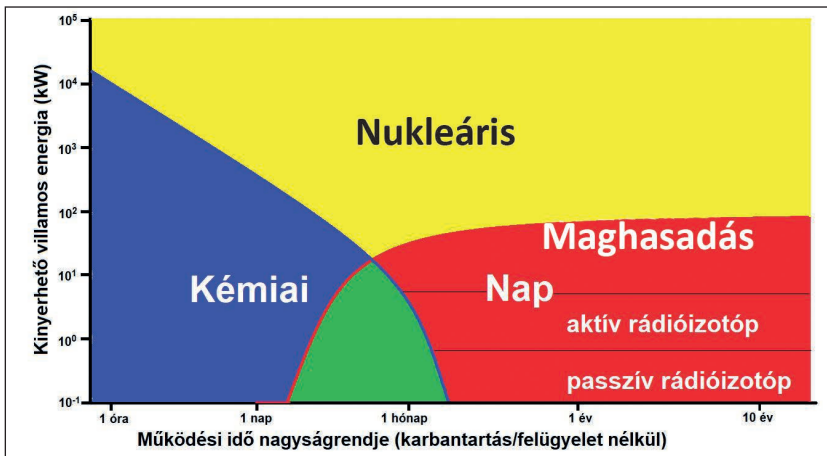 Kinyerhető villamos energia (kW)
10⁵
10⁴
10³
10²
10¹
10⁰
10⁻¹
Nukleáris
Maghasadás
Kémiai
Nap
aktív rádióizotóp
passzív rádióizotóp
1 óra
1 nap
1 hónap
1 év
10 év
Működési idő nagyságrendje (karbantartás/felügyelet nélkül)